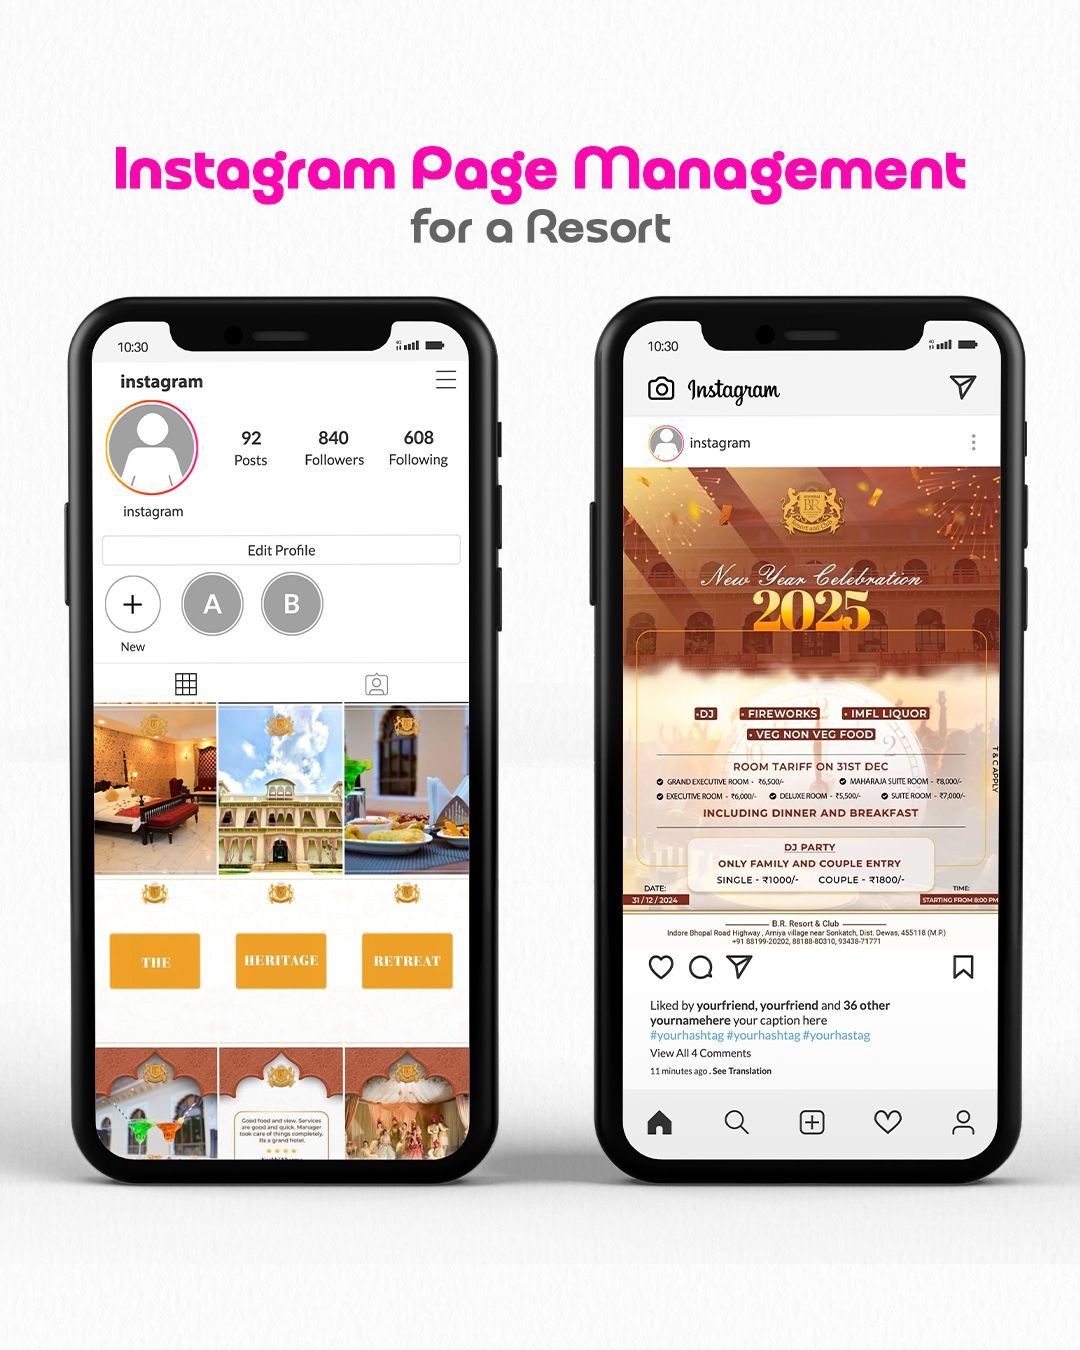 Instagram Page Management
for a Resort
10:30
4G
instagram
92
840
608
Posts
Followers
Following
instagram
Edit Profile
+
A
B
New
THE
HERITAGE
RETREAT
Good food and view. Services
are good and quick. Manager
took care of things completely.
Its a grand hotel.
10:30
4G
Instagram
instagram
BR
Resort and Club
New Year Celebration
2025
• DJ • FIREWORKS • IMFL LIQUOR
• VEG NON VEG FOOD
ROOM TARIFF ON 31ST DEC
GRAND EXECUTIVE ROOM - ₹6,500/- MAHARAJA SUITE ROOM - ₹8,000/-
EXECUTIVE ROOM - ₹6,000/- DELUXE ROOM - ₹5,500/- SUITE ROOM - ₹7,000/-
INCLUDING DINNER AND BREAKFAST
T & C APPLY
DJ PARTY
ONLY FAMILY AND COUPLE ENTRY
SINGLE - ₹1000/- COUPLE - ₹1800/-
DATE:
31 / 12 / 2024
TIME:
STARTING FROM 8:00 PM
B.R. Resort & Club
Indore Bhopal Road Highway , Arniya village near Sonkatch, Dist. Dewas, 455118 (M.P.)
+91 88199-20202, 88188-80310, 93438-71771
Liked by yourfriend, yourfriend and 36 other
yournamehere your caption here
#yourhashtag #yourhashtag #yourhastag
View All 4 Comments
11 minutes ago . See Translation